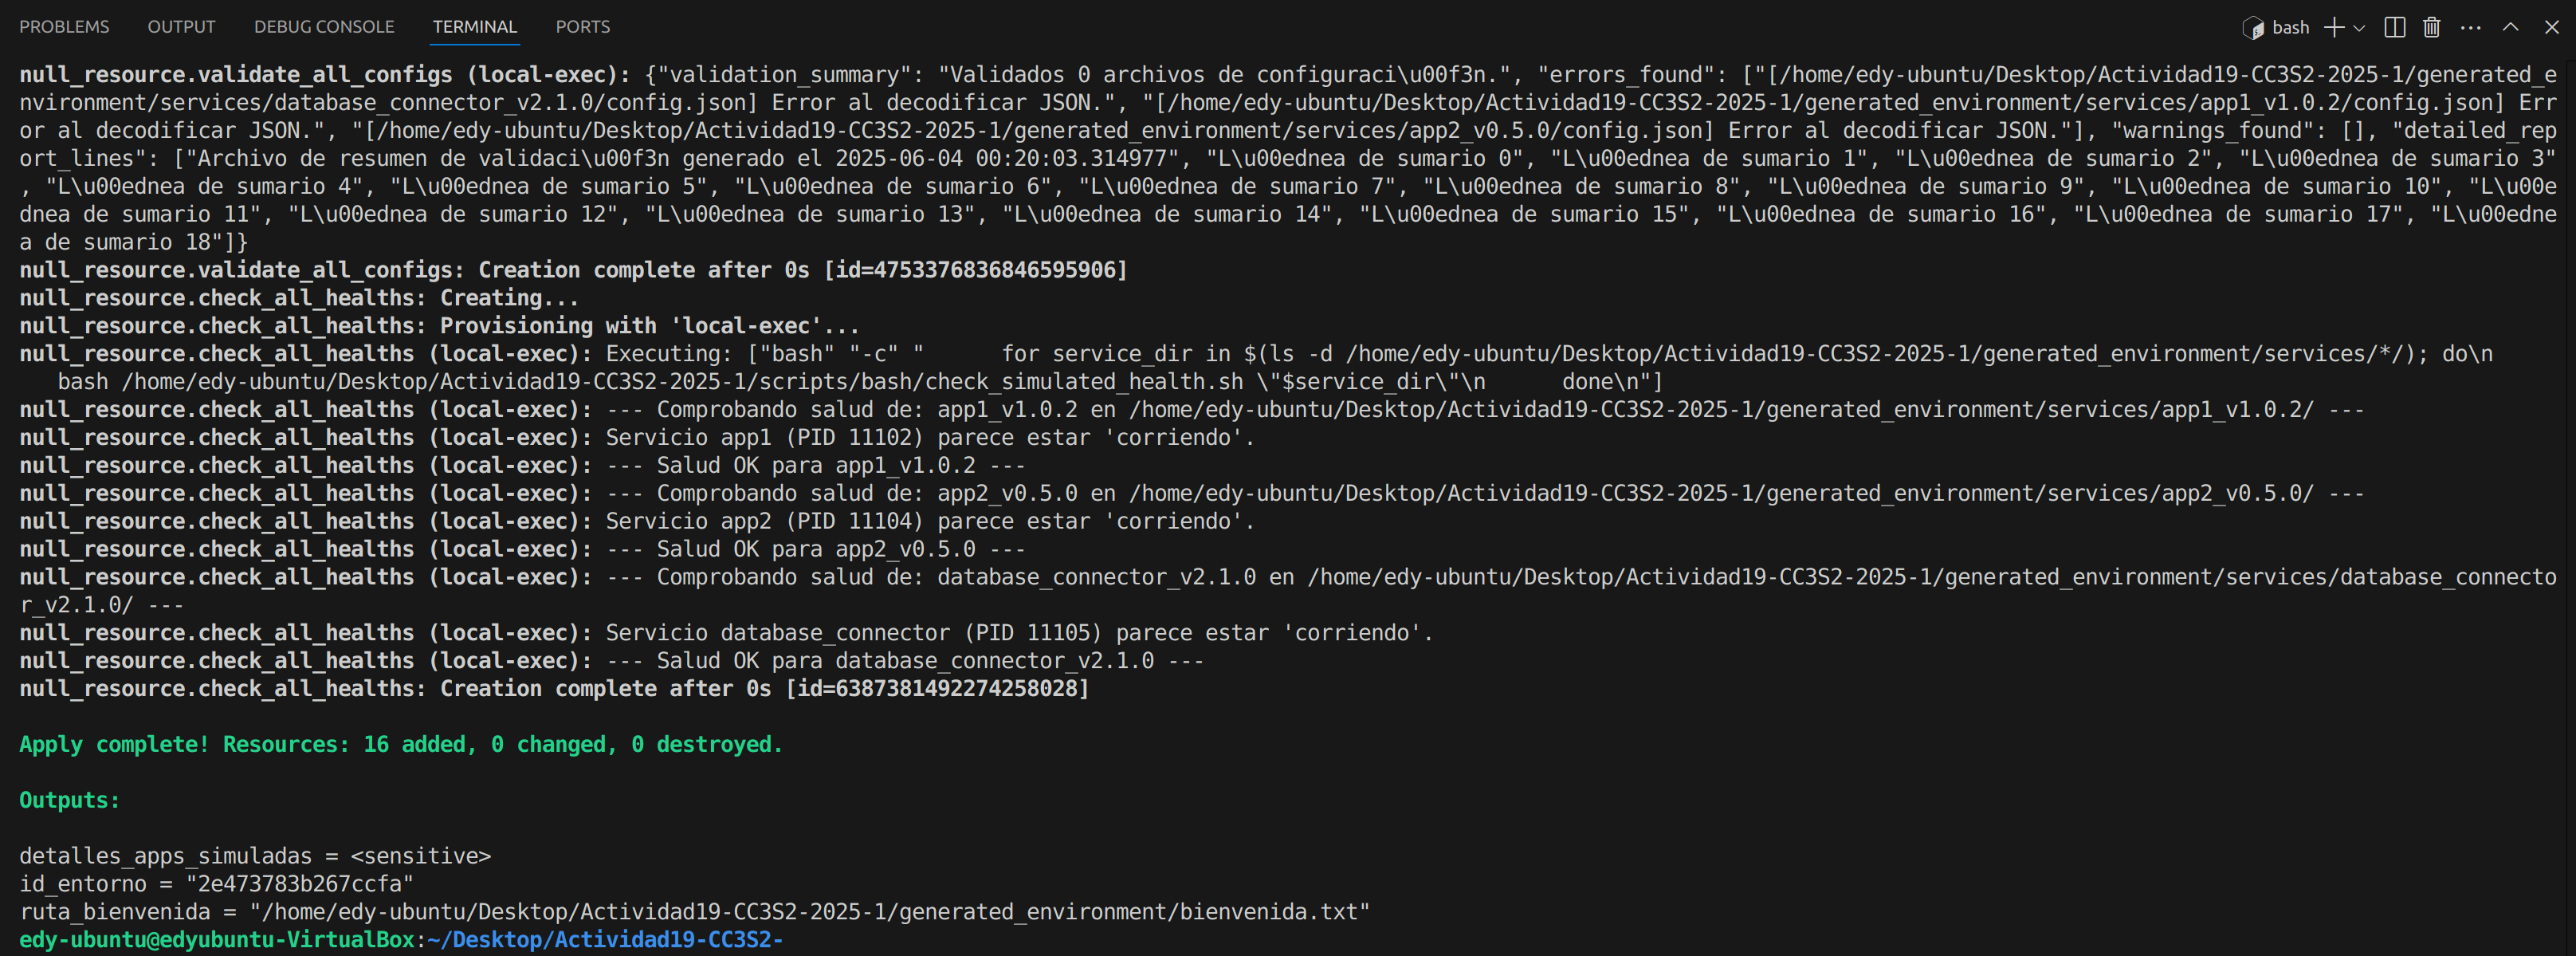 PROBLEMS OUTPUT DEBUG CONSOLE TERMINAL PORTS bash
null_resource.validate_all_configs (local-exec): {"validation_summary": "Validados 0 archivos de configuraci\u00f3n.", "errors_found": ["[/home/edy-ubuntu/Desktop/Actividad19-CC3S2-2025-1/generated_e
nvironment/services/database_connector_v2.1.0/config.json] Error al decodificar JSON.", "[/home/edy-ubuntu/Desktop/Actividad19-CC3S2-2025-1/generated_environment/services/app1_v1.0.2/config.json] Err
or al decodificar JSON.", "[/home/edy-ubuntu/Desktop/Actividad19-CC3S2-2025-1/generated_environment/services/app2_v0.5.0/config.json] Error al decodificar JSON."], "warnings_found": [], "detailed_rep
ort_lines": ["Archivo de resumen de validaci\u00f3n generado el 2025-06-04 00:20:03.314977", "L\u00ednea de sumario 0", "L\u00ednea de sumario 1", "L\u00ednea de sumario 2", "L\u00ednea de sumario 3"
, "L\u00ednea de sumario 4", "L\u00ednea de sumario 5", "L\u00ednea de sumario 6", "L\u00ednea de sumario 7", "L\u00ednea de sumario 8", "L\u00ednea de sumario 9", "L\u00ednea de sumario 10", "L\u00e
dnea de sumario 11", "L\u00ednea de sumario 12", "L\u00ednea de sumario 13", "L\u00ednea de sumario 14", "L\u00ednea de sumario 15", "L\u00ednea de sumario 16", "L\u00ednea de sumario 17", "L\u00edne
a de sumario 18"]}
null_resource.validate_all_configs: Creation complete after 0s [id=4753376836846595906]
null_resource.check_all_healths: Creating...
null_resource.check_all_healths: Provisioning with 'local-exec'...
null_resource.check_all_healths (local-exec): Executing: ["bash" "-c" "      for service_dir in $(ls -d /home/edy-ubuntu/Desktop/Actividad19-CC3S2-2025-1/generated_environment/services/*/); do\n
   bash /home/edy-ubuntu/Desktop/Actividad19-CC3S2-2025-1/scripts/bash/check_simulated_health.sh \"$service_dir\"\n      done\n"]
null_resource.check_all_healths (local-exec): --- Comprobando salud de: app1_v1.0.2 en /home/edy-ubuntu/Desktop/Actividad19-CC3S2-2025-1/generated_environment/services/app1_v1.0.2/ ---
null_resource.check_all_healths (local-exec): Servicio app1 (PID 11102) parece estar 'corriendo'.
null_resource.check_all_healths (local-exec): --- Salud OK para app1_v1.0.2 ---
null_resource.check_all_healths (local-exec): --- Comprobando salud de: app2_v0.5.0 en /home/edy-ubuntu/Desktop/Actividad19-CC3S2-2025-1/generated_environment/services/app2_v0.5.0/ ---
null_resource.check_all_healths (local-exec): Servicio app2 (PID 11104) parece estar 'corriendo'.
null_resource.check_all_healths (local-exec): --- Salud OK para app2_v0.5.0 ---
null_resource.check_all_healths (local-exec): --- Comprobando salud de: database_connector_v2.1.0 en /home/edy-ubuntu/Desktop/Actividad19-CC3S2-2025-1/generated_environment/services/database_connecto
r_v2.1.0/ ---
null_resource.check_all_healths (local-exec): Servicio database_connector (PID 11105) parece estar 'corriendo'.
null_resource.check_all_healths (local-exec): --- Salud OK para database_connector_v2.1.0 ---
null_resource.check_all_healths: Creation complete after 0s [id=6387381492274258028]
Apply complete! Resources: 16 added, 0 changed, 0 destroyed.
Outputs:
detalles_apps_simuladas = <sensitive>
id_entorno = "2e473783b267ccfa"
ruta_bienvenida = "/home/edy-ubuntu/Desktop/Actividad19-CC3S2-2025-1/generated_environment/bienvenida.txt"
edy-ubuntu@edyubuntu-VirtualBox:~/Desktop/Actividad19-CC3S2-